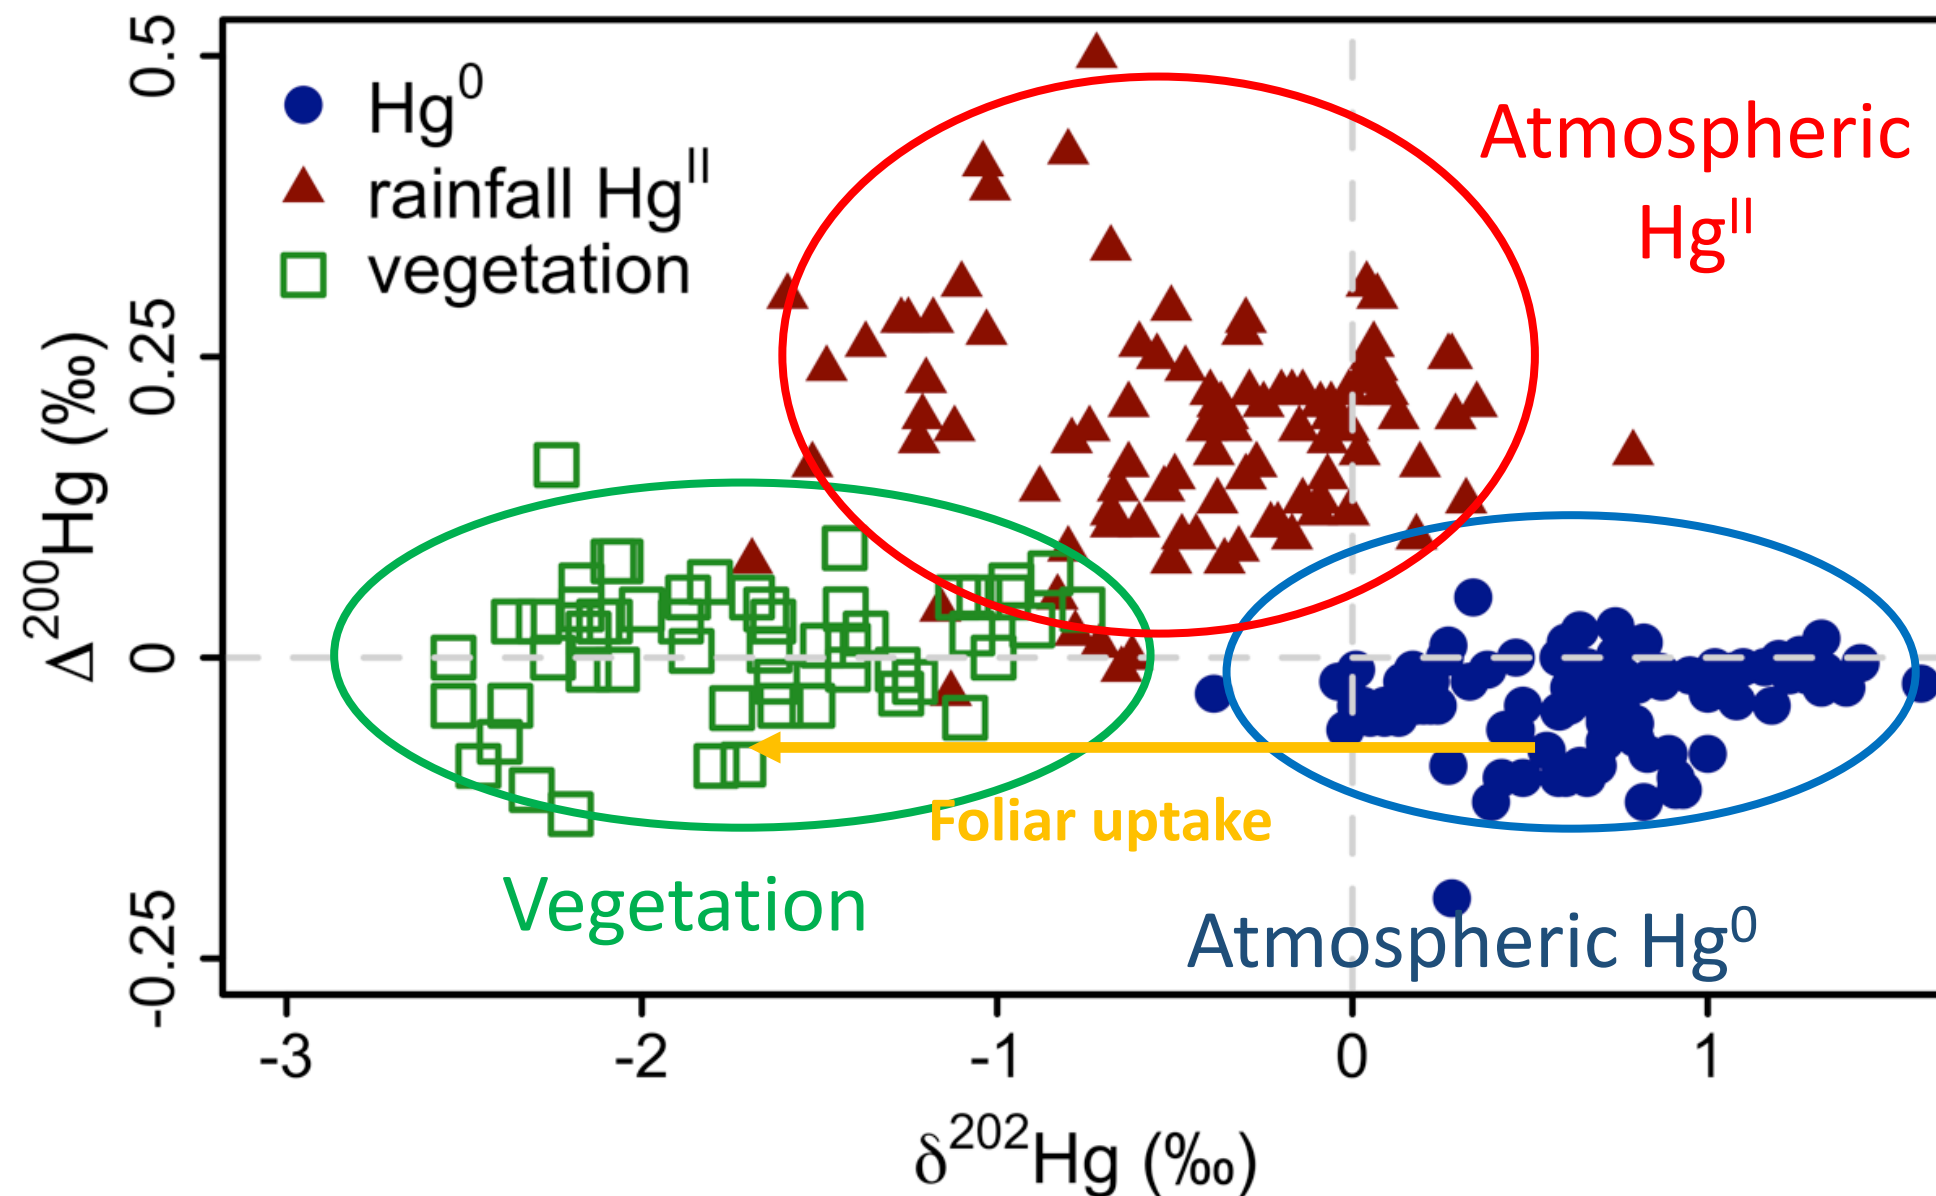 Hg⁰
rainfall Hgᴵᴵ
vegetation
Atmospheric
Hgᴵᴵ
Foliar uptake
Vegetation
Atmospheric Hg⁰
0.5
0.25
0
-0.25
Δ²⁰⁰Hg (‰)
-3 -2 -1 0 1
δ²⁰²Hg (‰)